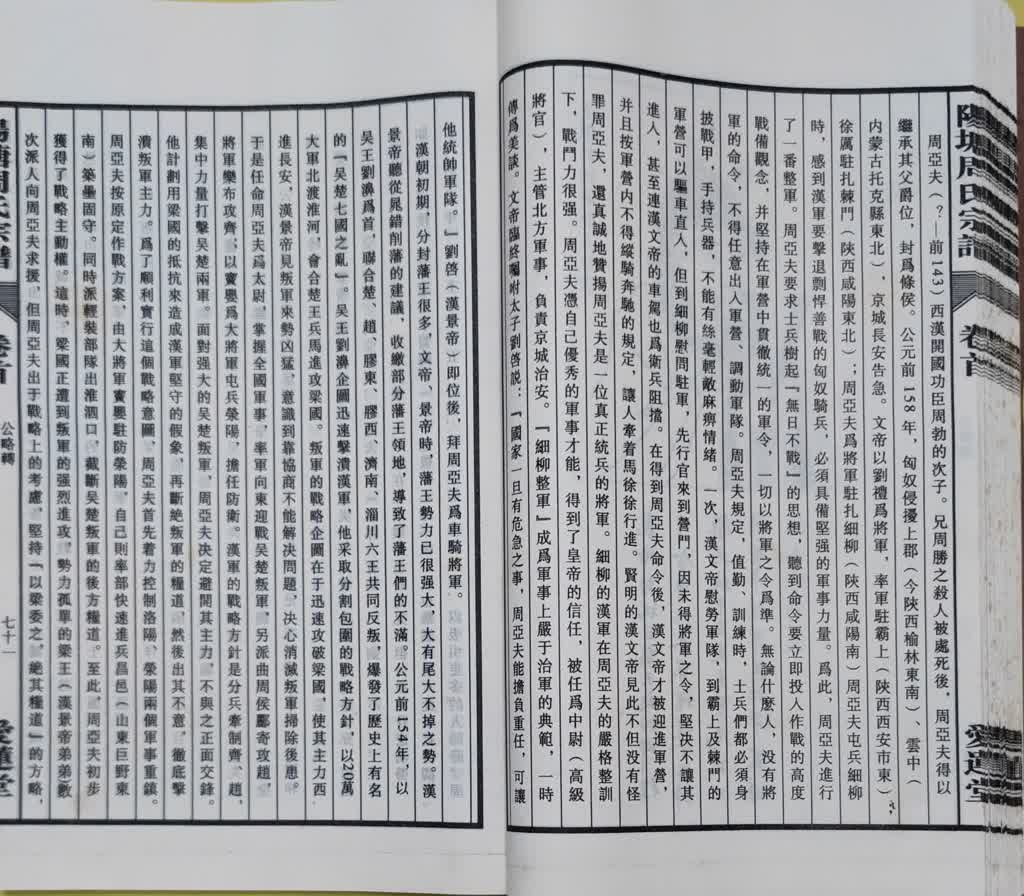 陽塘周氏宗譜
卷首
愛蓮堂
周亞夫（？—前143）西漢開國功臣周勃的次子。兄周勝之殺人被處死後，周亞夫得以
繼承其父爵位，封爲條侯。公元前158年，匈奴侵擾上郡（今陝西榆林東南）、雲中（
内蒙古托克縣東北），京城長安告急。文帝以劉禮爲將軍，率軍駐霸上（陝西西安市東）；
徐厲駐扎棘門（陝西咸陽東北）；周亞夫爲將軍駐扎細柳（陝西咸陽南）周亞夫屯兵細柳
時，感到漢軍要擊退剽悍善戰的匈奴騎兵，必須具備堅强的軍事力量。爲此，周亞夫進行
了一番整軍。周亞夫要求士兵樹起『無日不戰』的思想，聽到命令要立即投入作戰的高度
戰備觀念，并堅持在軍營中貫徹統一的軍令，一切以將軍之令爲準。無論什麽人，没有將
軍的命令，不得任意出入軍營、調動軍隊。周亞夫規定，值勤、訓練時，士兵們都必須身
披戰甲，手持兵器，不能有絲毫輕敵麻痹情緒。一次，漢文帝慰勞軍隊，到霸上及棘門的
軍營可以驅車直人，但到細柳慰問駐軍，先行官來到營門，因未得將軍之令，堅决不讓其
進人，甚至連漢文帝的車駕也爲衛兵阻擋。在得到周亞夫命令後，漢文帝才被迎進軍營，
并且按軍營内不得縱騎奔馳的規定，讓人牽着馬徐徐行進。賢明的漢文帝見此不但没有怪
罪周亞夫，還真誠地贊揚周亞夫是一位真正統兵的將軍。細柳的漢軍在周亞夫的嚴格整訓
下，戰鬥力很强。周亞夫憑自己優秀的軍事才能，得到了皇帝的信任，被任爲中尉（高級
將官），主管北方軍事，負責京城治安。『細柳整軍』成爲軍事上嚴于治軍的典範，一時
傳爲美談。文帝臨終囑咐太子劉啓説：『國家一旦有危急之事，周亞夫能擔負重任，可讓
他統帥軍隊。』劉啓（漢景帝）即位後，拜周亞夫爲車騎將軍。
如漢朝初期，分封藩王很多，文帝、景帝時，藩王勢力已很强大，大有尾大不掉之勢。漢
景帝聽從晁錯削藩的建議，收繳部分藩王領地，導致了藩王們的不滿。公元前154年，以
吴王劉濞爲首，聯合楚、趙、膠東、膠西、濟南、淄川六王共同反叛，爆發了歷史上有名
的『吴楚七國之亂』。吴王劉濞企圖迅速擊潰漢軍，他采取分割包圍的戰略方針，以20萬
大軍北渡淮河，會合楚王兵馬進攻梁國。叛軍的戰略企圖在于迅速攻破梁國，使其主力西
進長安，漢景帝見叛軍來勢凶猛，意識到靠協商不能解决問題，决心消滅叛軍掃除後患。
于是任命周亞夫爲太尉，掌握全國軍事，率軍向東迎戰吴楚叛軍，另派曲周侯酈寄攻趙，
將軍欒布攻齊；以竇嬰爲大將軍屯兵滎陽，擔任防衛。漢軍的戰略方針是分兵牽制齊、趙，
集中力量打擊吴楚兩軍。面對强大的吴楚叛軍，周亞夫决定避開其主力，不與之正面交鋒。
他計劃用梁國的抵抗來造成漢軍堅守的假象，再斷絶叛軍的糧道，然後出其不意，徹底擊
潰叛軍主力。爲了順利實行這個戰略意圖，周亞夫首先着力控制洛陽、滎陽兩個軍事重鎮。
周亞夫按原定作戰方案，由大將軍竇嬰駐防滎陽，自己則率部快速進兵昌邑（山東巨野東
南）築壘固守。同時派輕裝部隊出淮泗口，截斷吴楚叛軍的後方糧道。至此，周亞夫初步
獲得了戰略主動權。這時，梁國正遭到叛軍的强烈進攻，勢力孤單的梁王（漢景帝弟弟數
次派人向周亞夫求援，但周亞夫出于戰略上的考慮，堅持『以梁委之，絶其糧道』的方略，
陽塘周氏宗譜
卷首
七十一
愛蓮堂